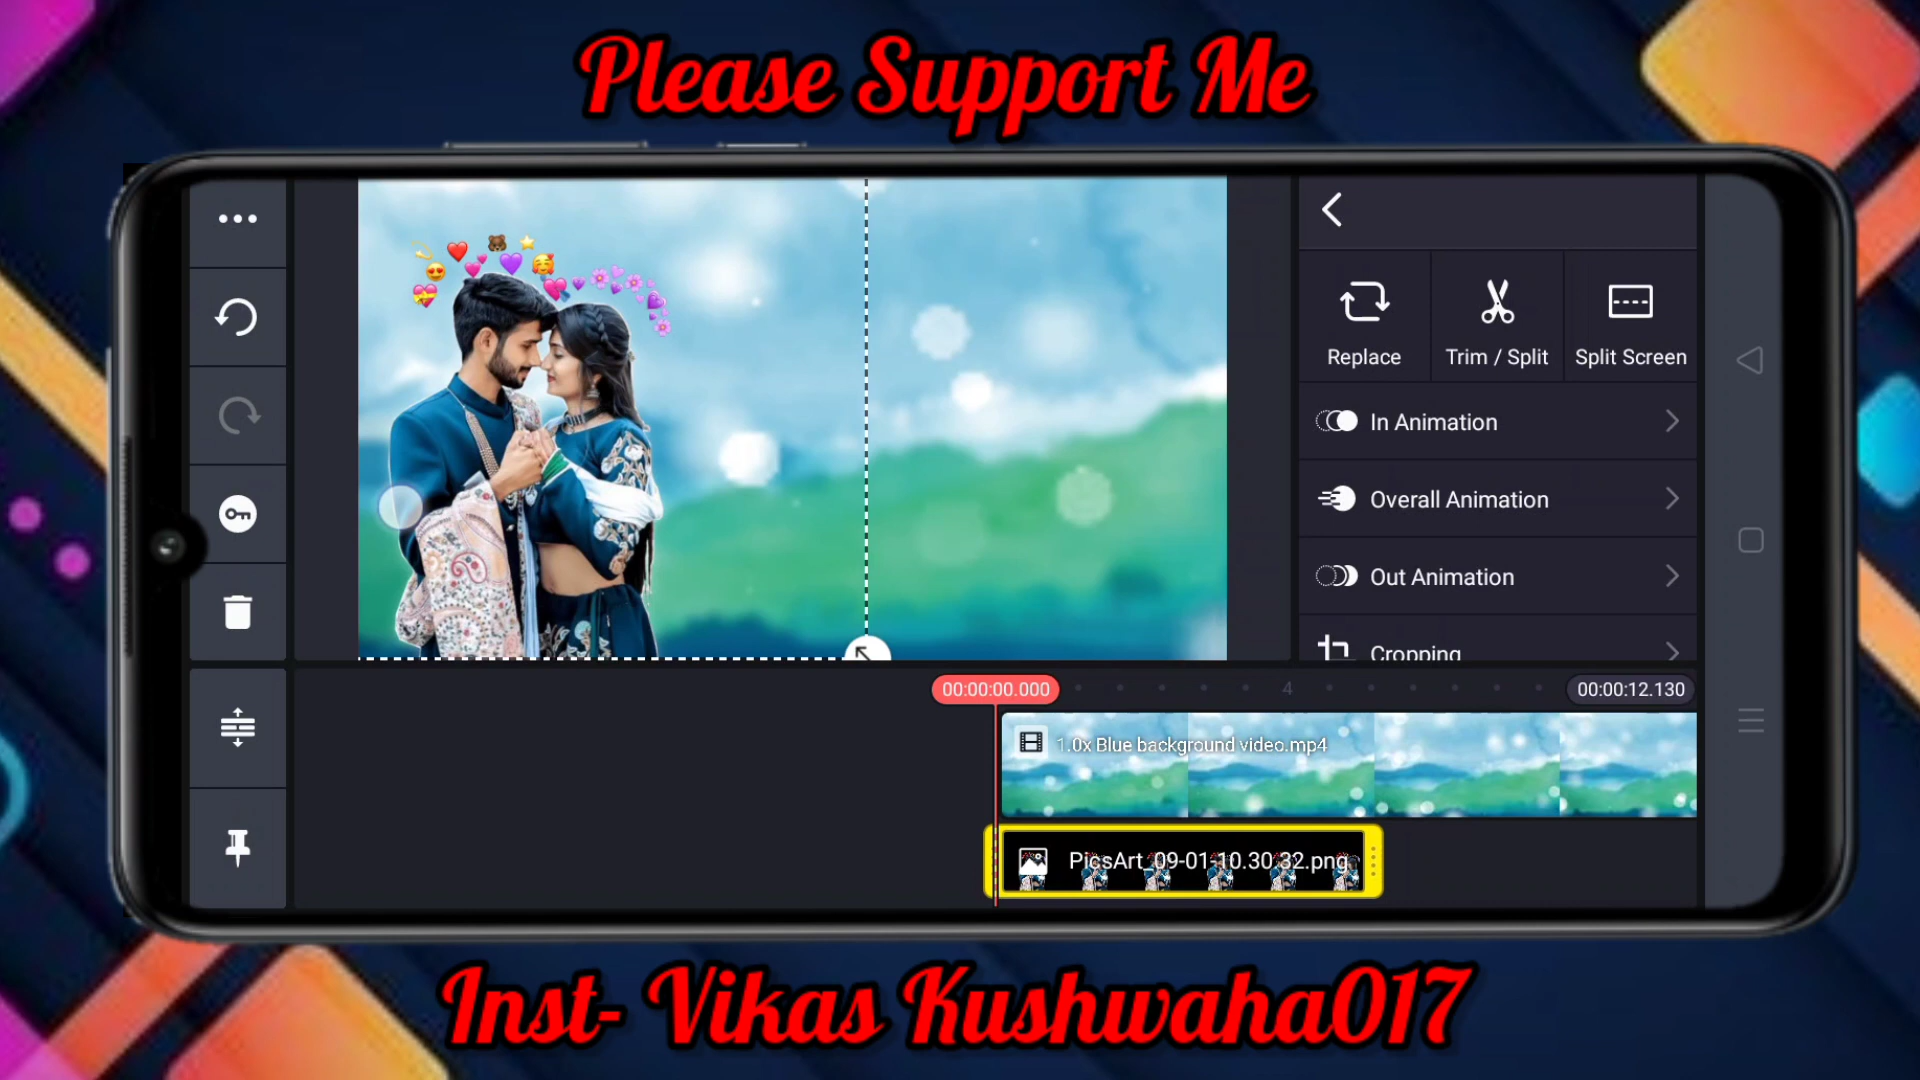 Please Support Me
Replace
Trim / Split
Split Screen
In Animation
Overall Animation
Out Animation
Cropping
00:00:00.000
4
00:00:12.130
1.0x Blue background video.mp4
PicsArt_09-01-10.30.32.png
Inst- Vikas Kushwaha017